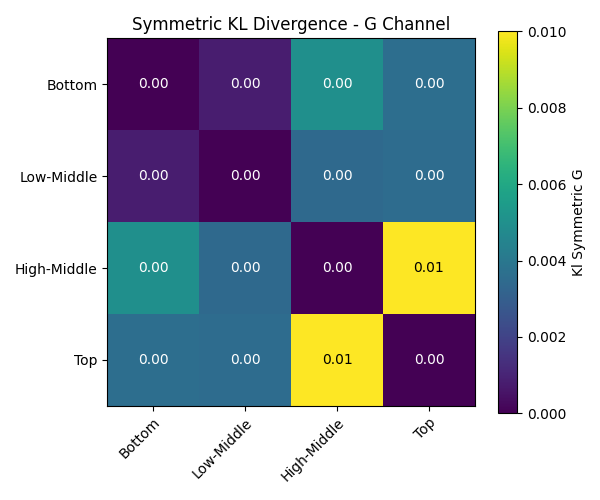 Symmetric KL Divergence - G Channel
Bottom 0.00 0.00 0.00 0.00
Low-Middle 0.00 0.00 0.00 0.00
High-Middle 0.00 0.00 0.00 0.01
Top 0.00 0.00 0.01 0.00
Bottom Low-Middle High-Middle Top
0.010
0.008
0.006
0.004
0.002
0.000
Kl Symmetric G